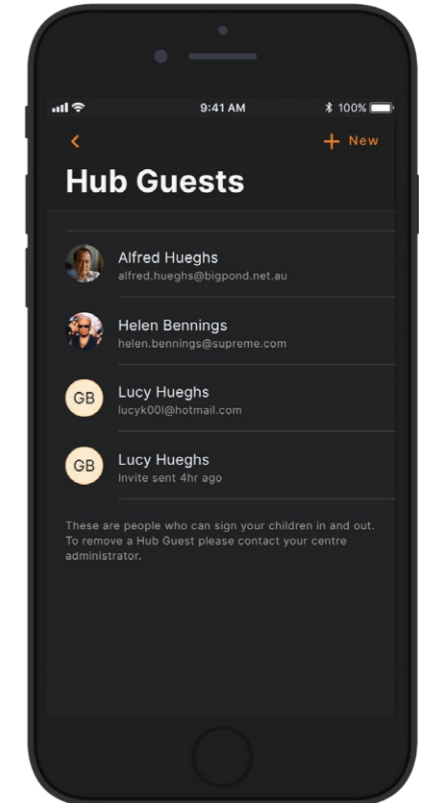 9:41 AM 100%
+ New
Hub Guests
Alfred Hueghs
alfred.hueghs@bigpond.net.au
Helen Bennings
helen.bennings@supreme.com
GB
Lucy Hueghs
lucyk00l@hotmail.com
GB
Lucy Hueghs
Invite sent 4hr ago
These are people who can sign your children in and out.
To remove a Hub Guest please contact your centre
administrator.